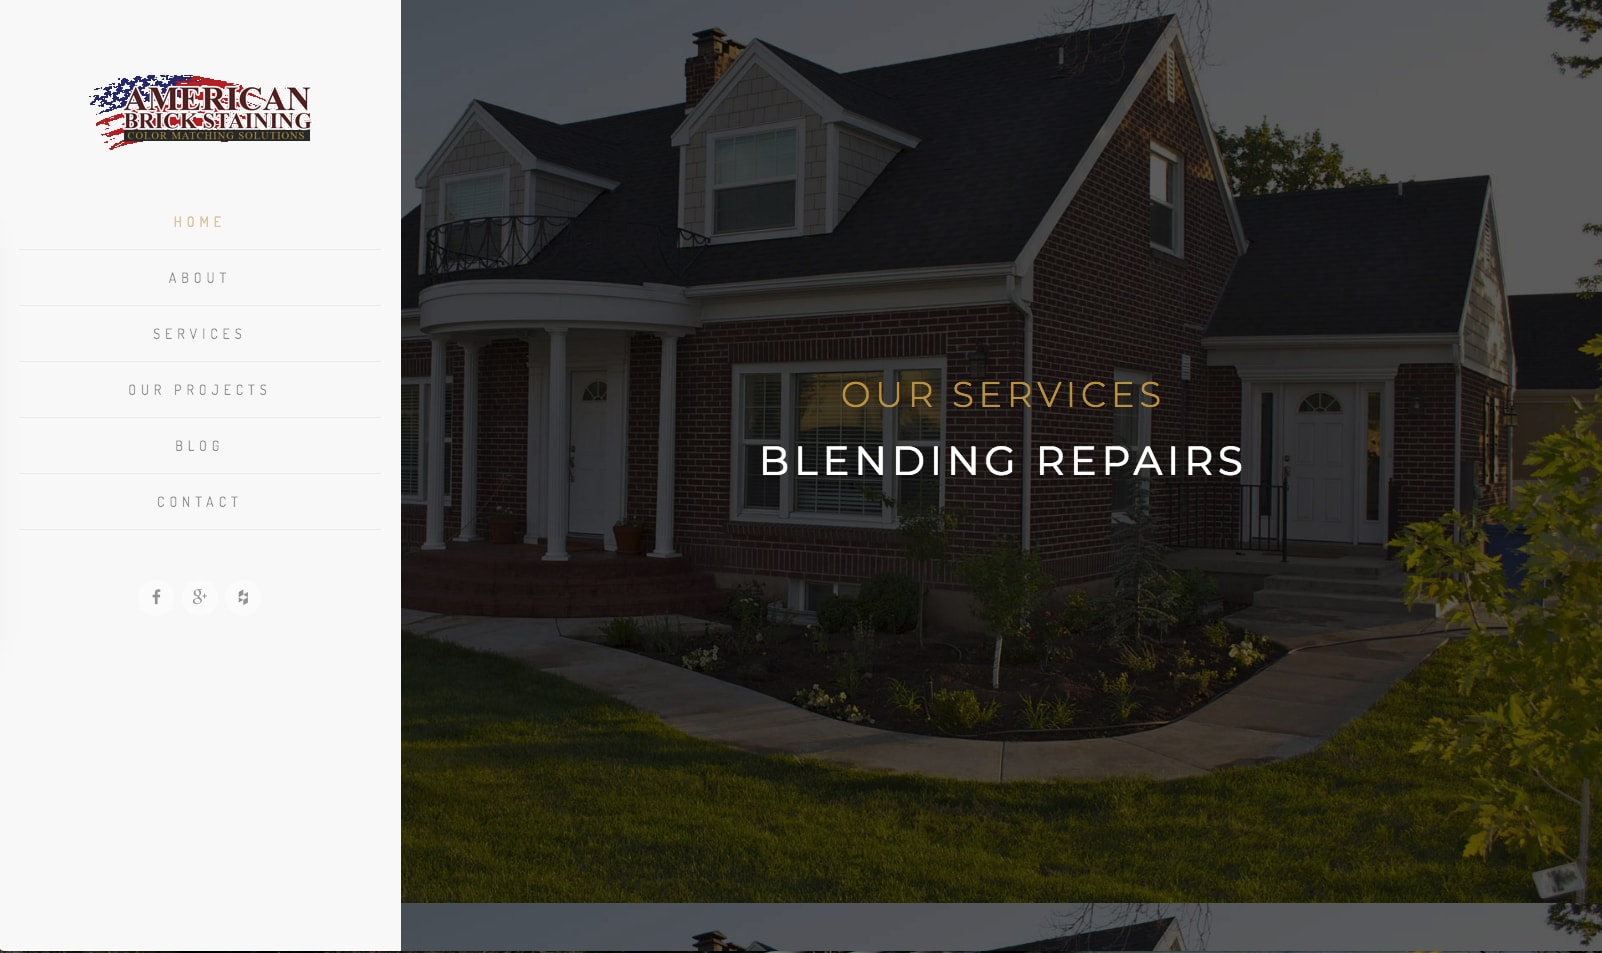 AMERICAN
BRICK STAINING
COLOR MATCHING SOLUTIONS
HOME
ABOUT
SERVICES
OUR PROJECTS
BLOG
CONTACT
OUR SERVICES
BLENDING REPAIRS